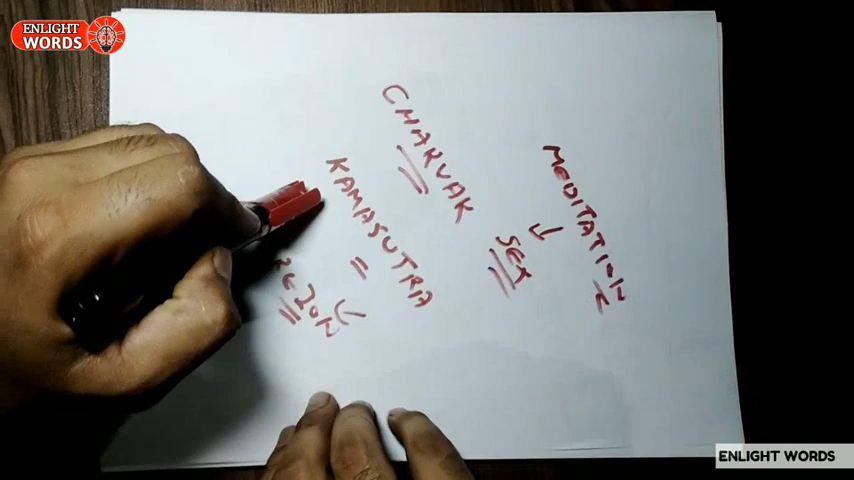 ENLIGHT
WORDS
MEDITATION
SEX
CHARVAK
KAMASUTRA
ENLIGHT WORDS